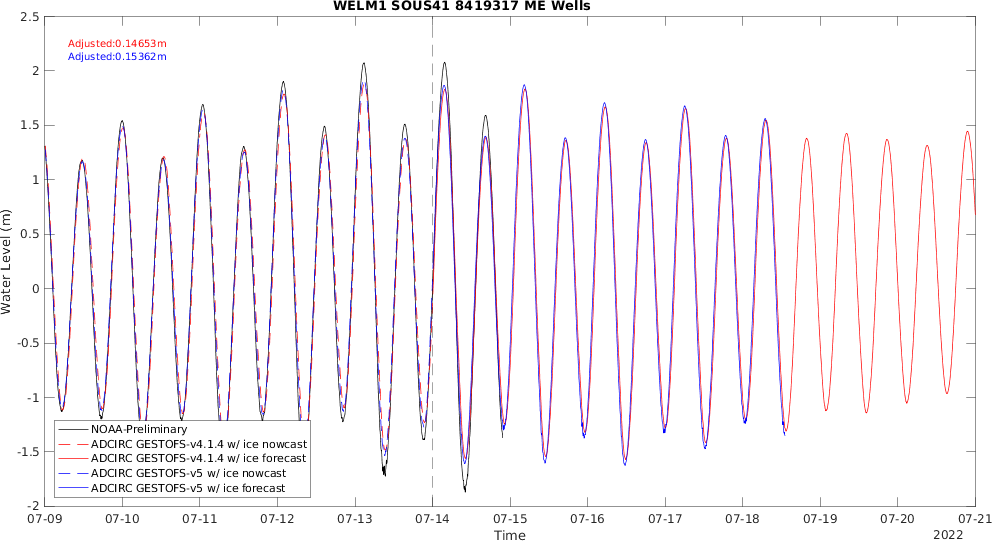 WELM1 SOUS41 8419317 ME Wells
Adjusted:0.14653m
Adjusted:0.15362m
2.5
2
1.5
1
0.5
0
-0.5
-1
-1.5
-2
Water Level (m)
NOAA-Preliminary
ADCIRC GESTOFS-v4.1.4 w/ ice nowcast
ADCIRC GESTOFS-v4.1.4 w/ ice forecast
ADCIRC GESTOFS-v5 w/ ice nowcast
ADCIRC GESTOFS-v5 w/ ice forecast
07-09 07-10 07-11 07-12 07-13 07-14 07-15 07-16 07-17 07-18 07-19 07-20 07-21
Time
2022